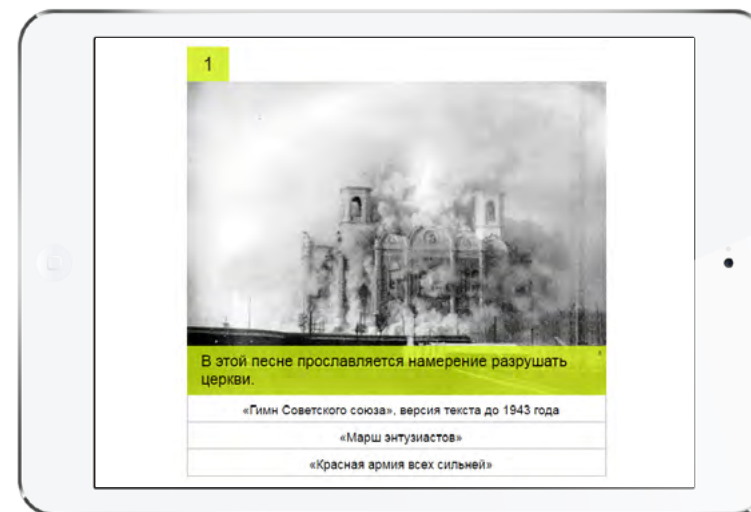 1
В этой песне прославляется намерение разрушать
церкви.
«Гимн Советского союза», версия текста до 1943 года
«Марш энтузиастов»
«Красная армия всех сильней»